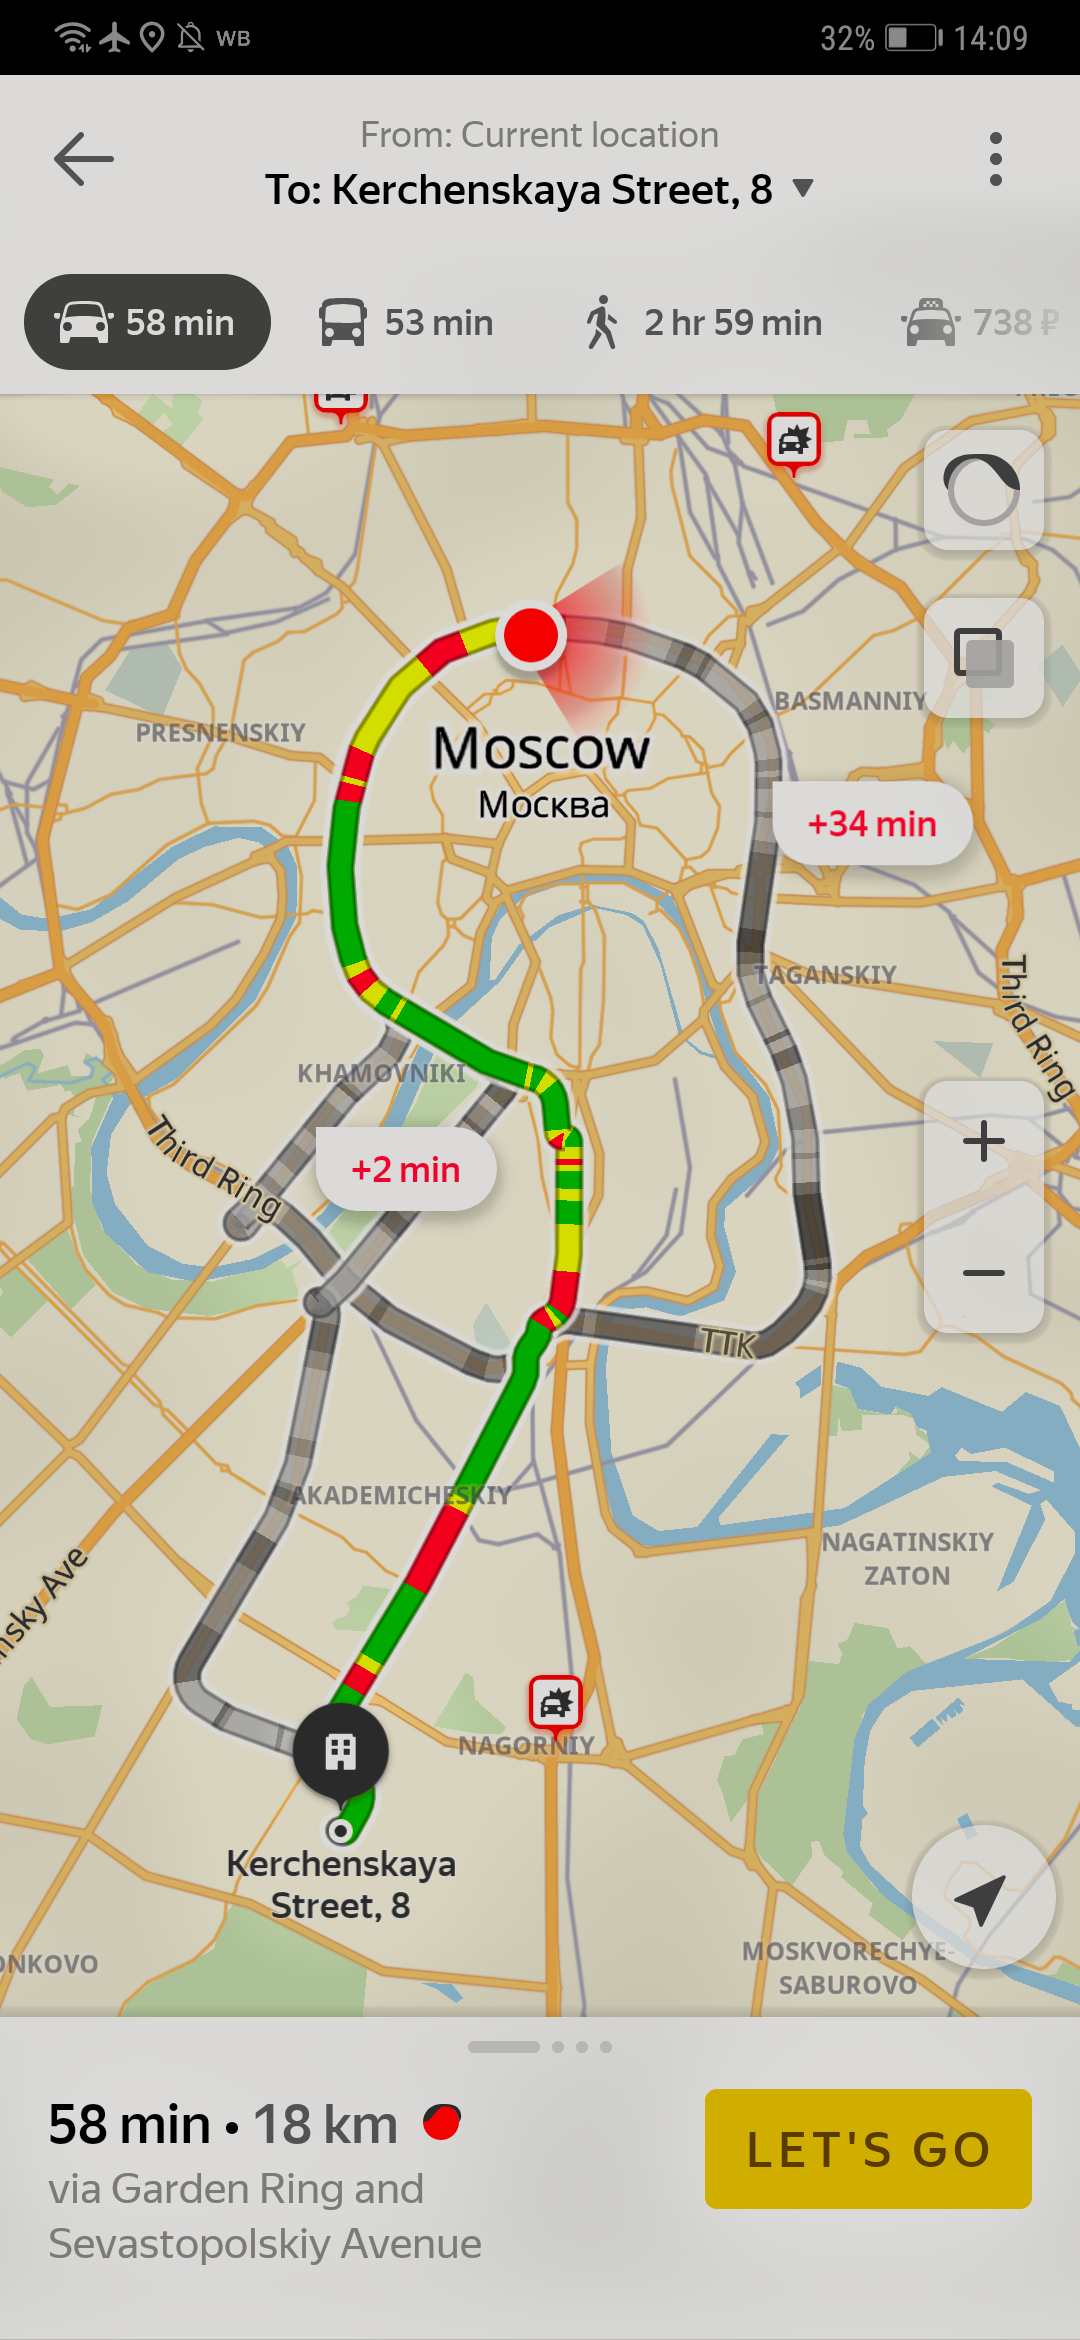 WB
32%
14:09
From: Current location
To: Kerchenskaya Street, 8
58 min
53 min
2 hr 59 min
738 ₽
BASMANNIY
PRESNENSKIY
Moscow
Москва
+34 min
TAGANSKIY
Third Ring
KHAMOVNIKI
Third Ring
+2 min
TTK
AKADEMICHESKIY
NAGATINSKIY
ZATON
nsky Ave
NAGORNIY
Kerchenskaya
Street, 8
ONKOVO
MOSKVORECHYE-
SABUROVO
58 min • 18 km
via Garden Ring and
Sevastopolskiy Avenue
LET'S GO